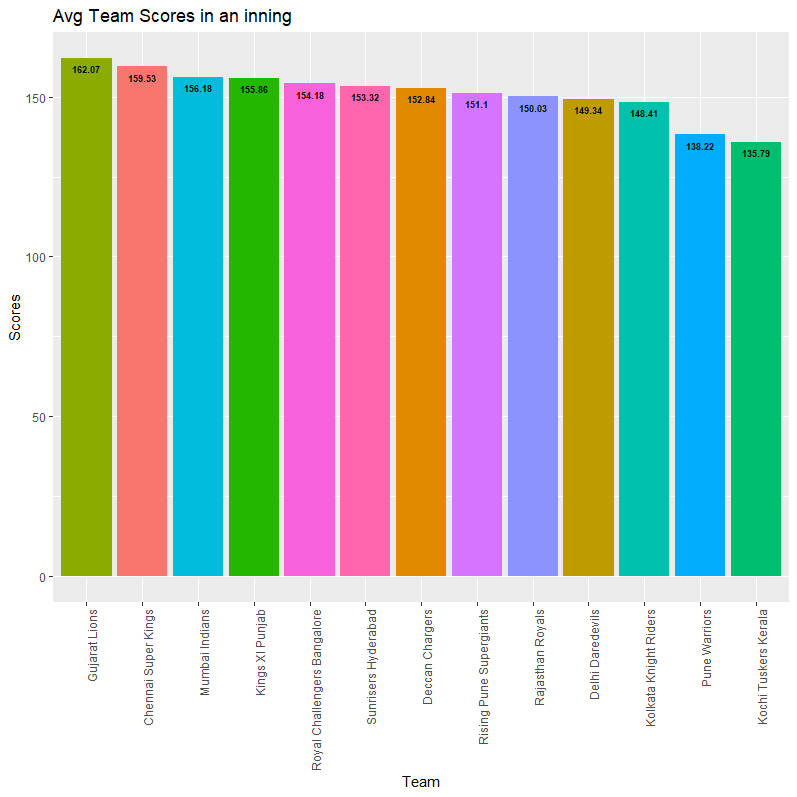 Avg Team Scores in an inning
162.07
159.53
156.18
155.86
154.18
153.32
152.84
151.1
150.03
149.34
148.41
138.22
135.79
150
100
50
0
Scores
Gujarat Lions
Chennai Super Kings
Mumbai Indians
Kings XI Punjab
Royal Challengers Bangalore
Sunrisers Hyderabad
Deccan Chargers
Rising Pune Supergiants
Rajasthan Royals
Delhi Daredevils
Kolkata Knight Riders
Pune Warriors
Kochi Tuskers Kerala
Team